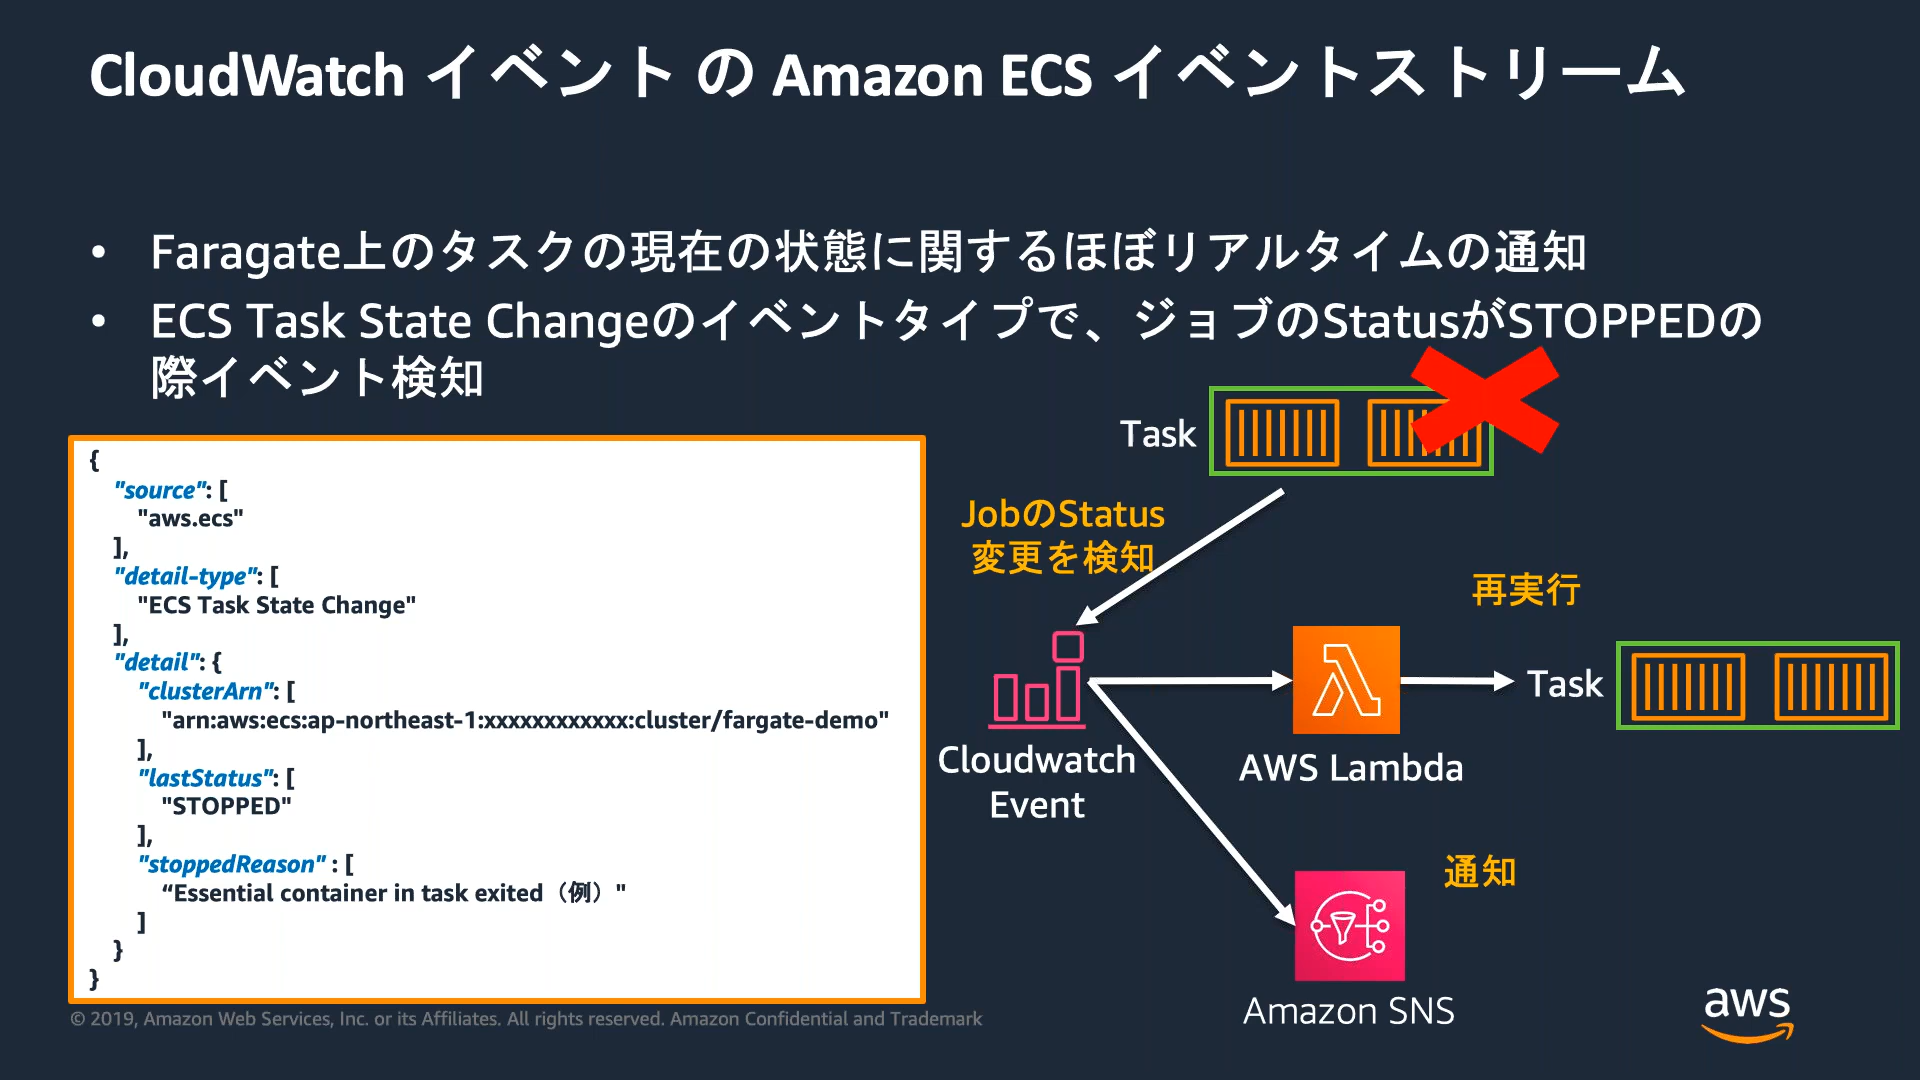 CloudWatch イベント の Amazon ECS イベントストリーム
• Faragate上のタスクの現在の状態に関するほぼリアルタイムの通知
• ECS Task State Changeのイベントタイプで、ジョブのStatusがSTOPPEDの
際イベント検知
{
"source": [
"aws.ecs"
],
"detail-type": [
"ECS Task State Change"
],
"detail": {
"clusterArn": [
"arn:aws:ecs:ap-northeast-1:xxxxxxxxxxxx:cluster/fargate-demo"
],
"lastStatus": [
"STOPPED"
],
"stoppedReason" : [
“Essential container in task exited（例）"
]
}
}
Task
JobのStatus
変更を検知
再実行
Task
Cloudwatch
Event
AWS Lambda
通知
Amazon SNS
© 2019, Amazon Web Services, Inc. or its Affiliates. All rights reserved. Amazon Confidential and Trademark
aws